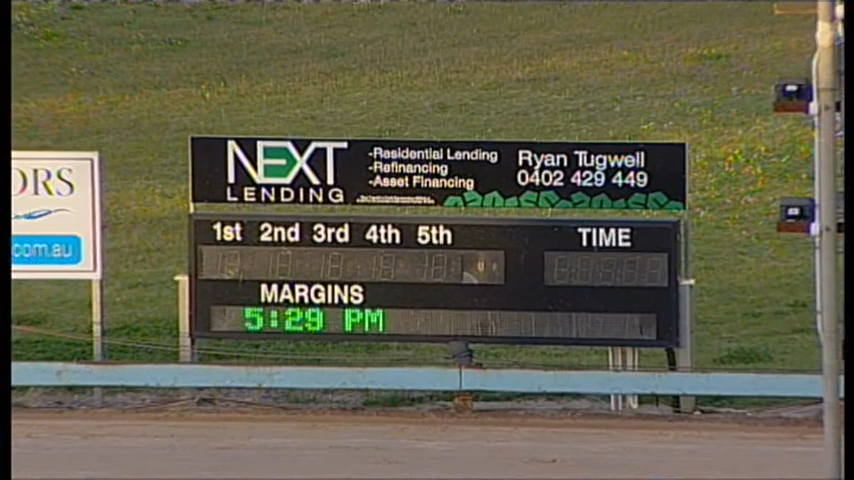 ORS
com.au
NEXT
LENDING
-Residential Lending
-Refinancing
-Asset Financing
Ryan Tugwell
0402 429 449
1st 2nd 3rd 4th 5th
TIME
MARGINS
5:29 PM